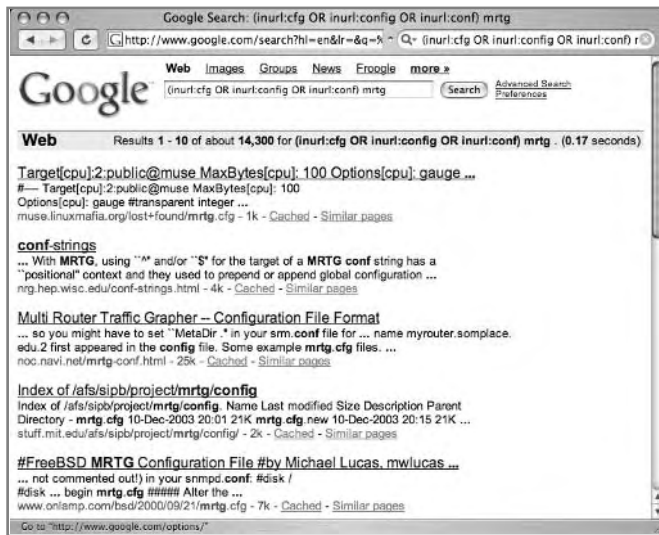 Google Search: (inurl:cfg OR inurl:config OR inurl:conf) mrtg
http://www.google.com/search?hl=en&lr=&q=% (inurl:cfg OR inurl:config OR inurl:conf) r
Web Images Groups News Froogle more »
Google
(inurl:cfg OR inurl:config OR inurl:conf) mrtg
Search
Advanced Search
Preferences
Web Results 1 - 10 of about 14,300 for (inurl:cfg OR inurl:config OR inurl:conf) mrtg . (0.17 seconds)
Target[cpu]:2:public@muse MaxBytes[cpu]: 100 Options[cpu]: gauge ...
#— Target[cpu]:2:public@muse MaxBytes[cpu]: 100
Options[cpu]: gauge #transparent integer ...
muse.linuxmafia.org/lost+found/mrtg.cfg - 1k - Cached - Similar pages
conf-strings
... With MRTG, using ``^'' and/or ``$'' for the target of a MRTG conf string has a
``positional'' context and they used to prepend or append global configuration ...
nrg.hep.wisc.edu/conf-strings.html - 4k - Cached - Similar pages
Multi Router Traffic Grapher -- Configuration File Format
... so you might have to set ``MetaDir .'' in your srm.conf file for ... name myrouter.somplace.
edu.2 first appeared in the config file. Some example mrtg.cfg files. ...
noc.navi.net/mrtg-conf.html - 25k - Cached - Similar pages
Index of /afs/sipb/project/mrtg/config
Index of /afs/sipb/project/mrtg/config. Name Last modified Size Description Parent
Directory - mrtg.cfg 10-Dec-2003 20:01 21K mrtg.cfg.new 10-Dec-2003 20:15 21K ...
stuff.mit.edu/afs/sipb/project/mrtg/config/ - 2k - Cached - Similar pages
#FreeBSD MRTG Configuration File #by Michael Lucas, mwlucas ...
... not commented out!) in your snmpd.conf: #disk /
#disk ... begin mrtg.cfg ##### Alter the ...
www.onlamp.com/bsd/2000/09/21/mrtg.cfg - 7k - Cached - Similar pages
Go to "http://www.google.com/options/"